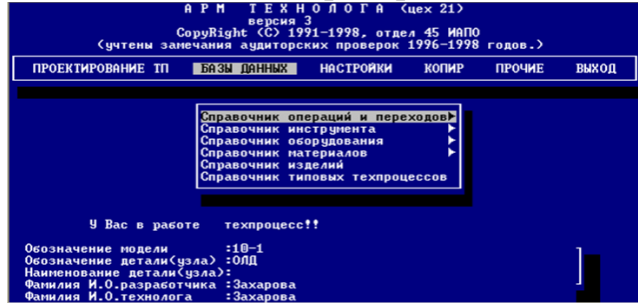 А Р М Т Е Х Н О Л О Г А (цех 21)
версия 3
CopyRight (C) 1991-1998, отдел 45 ИАПО
(учтены замечания аудиторских проверок 1996-1998 годов.)
ПРОЕКТИРОВАНИЕ ТП БАЗЫ ДАННЫХ НАСТРОЙКИ КОПИР ПРОЧИЕ ВЫХОД
Справочник операций и переходов►
Справочник инструмента ►
Справочник оборудования ►
Справочник материалов ►
Справочник изделий
Справочник типовых техпроцессов
У Вас в работе техпроцесс!!
Обозначение модели :10-1
Обозначение детали(узла) :ОЛД
Наименование детали(узла):
Фамилия И.О.разработчика :Захарова
Фамилия И.О.технолога :Захарова